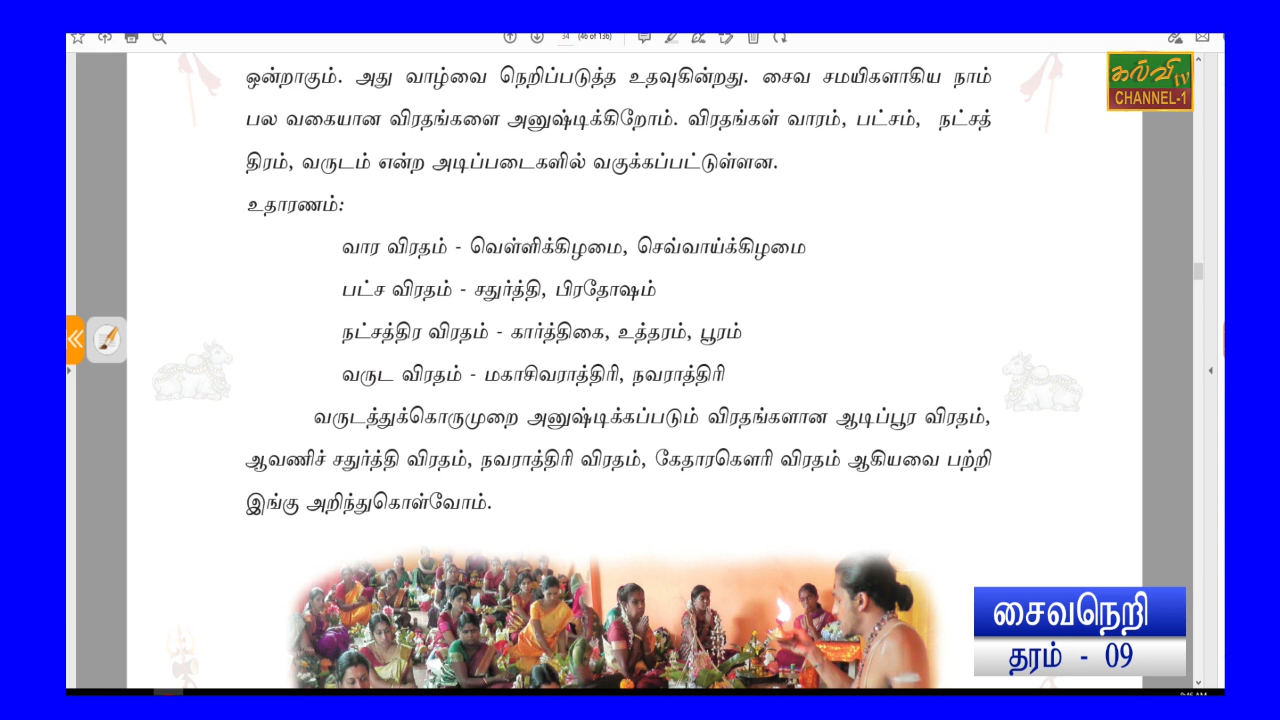 34 (46 of 136)
கல்வி TV
CHANNEL-1
ஒன்றாகும். அது வாழ்வை நெறிப்படுத்த உதவுகின்றது. சைவ சமயிகளாகிய நாம்
பல வகையான விரதங்களை அனுஷ்டிக்கிறோம். விரதங்கள் வாரம், பட்சம், நட்சத்
திரம், வருடம் என்ற அடிப்படைகளில் வகுக்கப்பட்டுள்ளன.
உதாரணம்:
வார விரதம் - வெள்ளிக்கிழமை, செவ்வாய்க்கிழமை
பட்ச விரதம் - சதுர்த்தி, பிரதோஷம்
நட்சத்திர விரதம் - கார்த்திகை, உத்தரம், பூரம்
வருட விரதம் - மகாசிவராத்திரி, நவராத்திரி
வருடத்துக்கொருமுறை அனுஷ்டிக்கப்படும் விரதங்களான ஆடிப்பூர விரதம்,
ஆவணிச் சதுர்த்தி விரதம், நவராத்திரி விரதம், கேதாரகௌரி விரதம் ஆகியவை பற்றி
இங்கு அறிந்துகொள்வோம்.
சைவநெறி
தரம் - 09